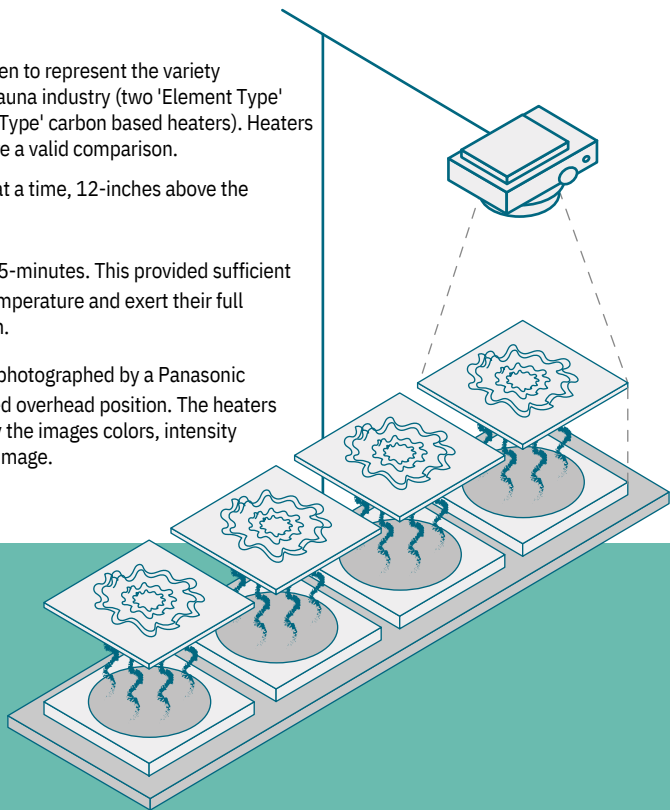 en to represent the variety
auna industry (two 'Element Type'
Type' carbon based heaters). Heaters
e a valid comparison.
at a time, 12-inches above the
5-minutes. This provided sufficient
mperature and exert their full
n.
photographed by a Panasonic
ed overhead position. The heaters
y the images colors, intensity
image.